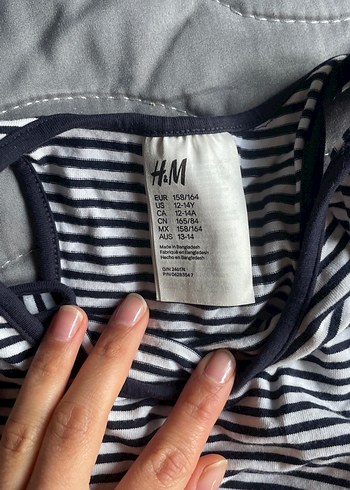 H&M
EUR 158/164
US 12-14Y
CA 12-14A
CN 165/84
MX 158/164
AUS 13-14
Made in Bangladesh
Fabriqué en Bangladesh
Hecho en Bangladesh